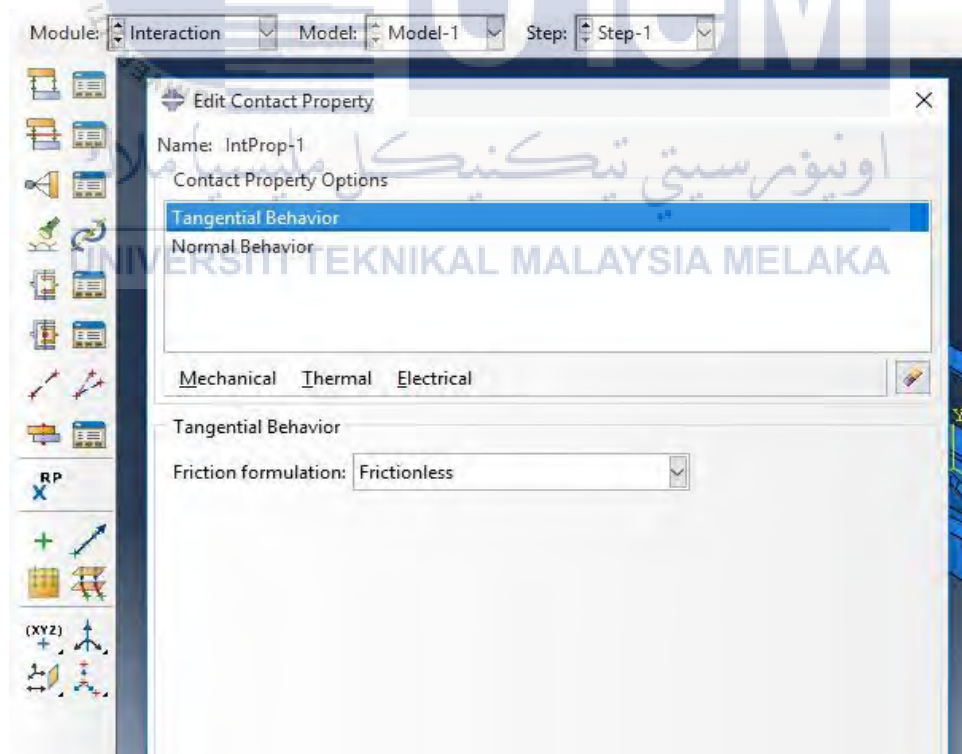 Module: Interaction Model: Model-1 Step: Step-1
Edit Contact Property
Name: IntProp-1
اونيۏرسيتي تيكنيكل مليسيا ملاك
Contact Property Options
Tangential Behavior
Normal Behavior
UNIVERSITI TEKNIKAL MALAYSIA MELAKA
Mechanical Thermal Electrical
Tangential Behavior
Friction formulation: Frictionless
RP
(XYZ)